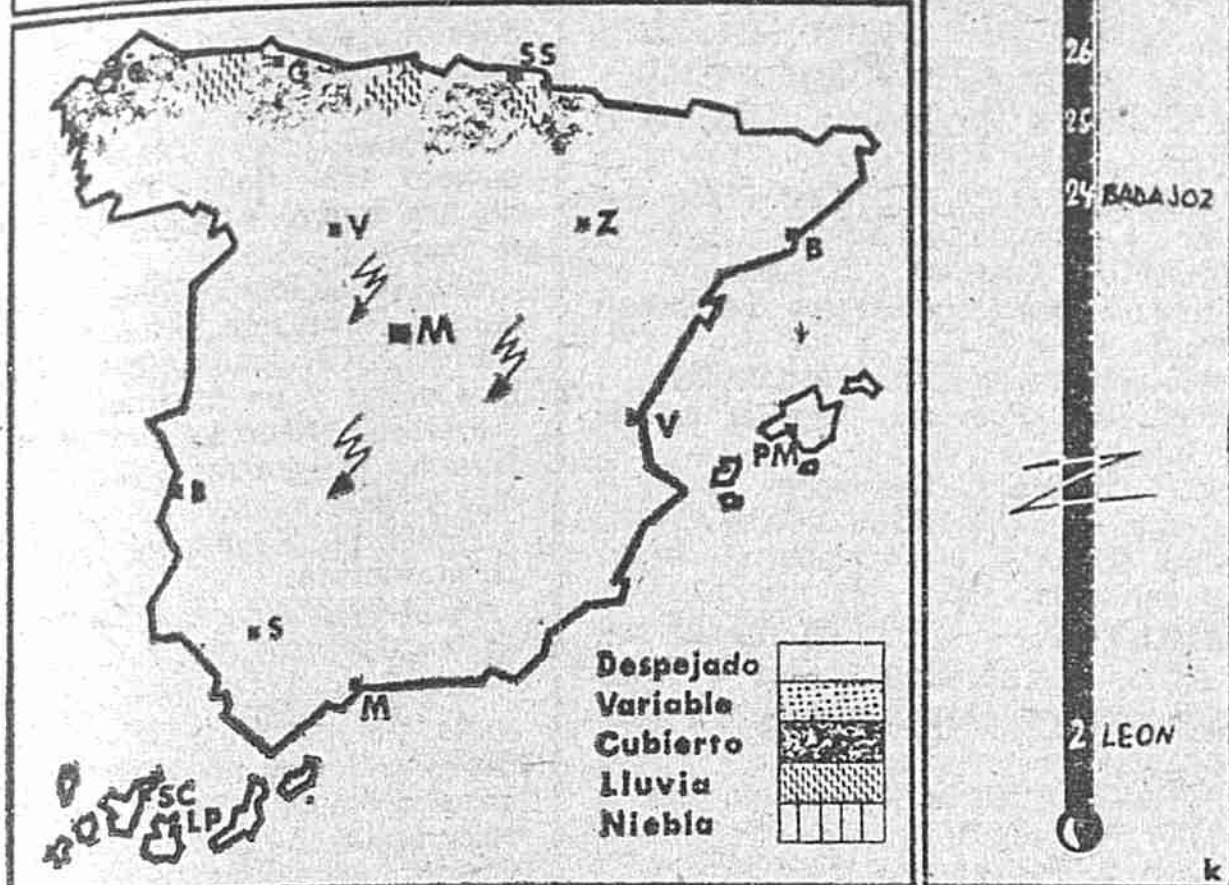 G
SS
V
Z
B
M
V
PM
B
S
M
SC
LP
Despejado
Variable
Cubierto
Lluvia
Niebla
26
25
24 BADAJOZ
2 LEON
k